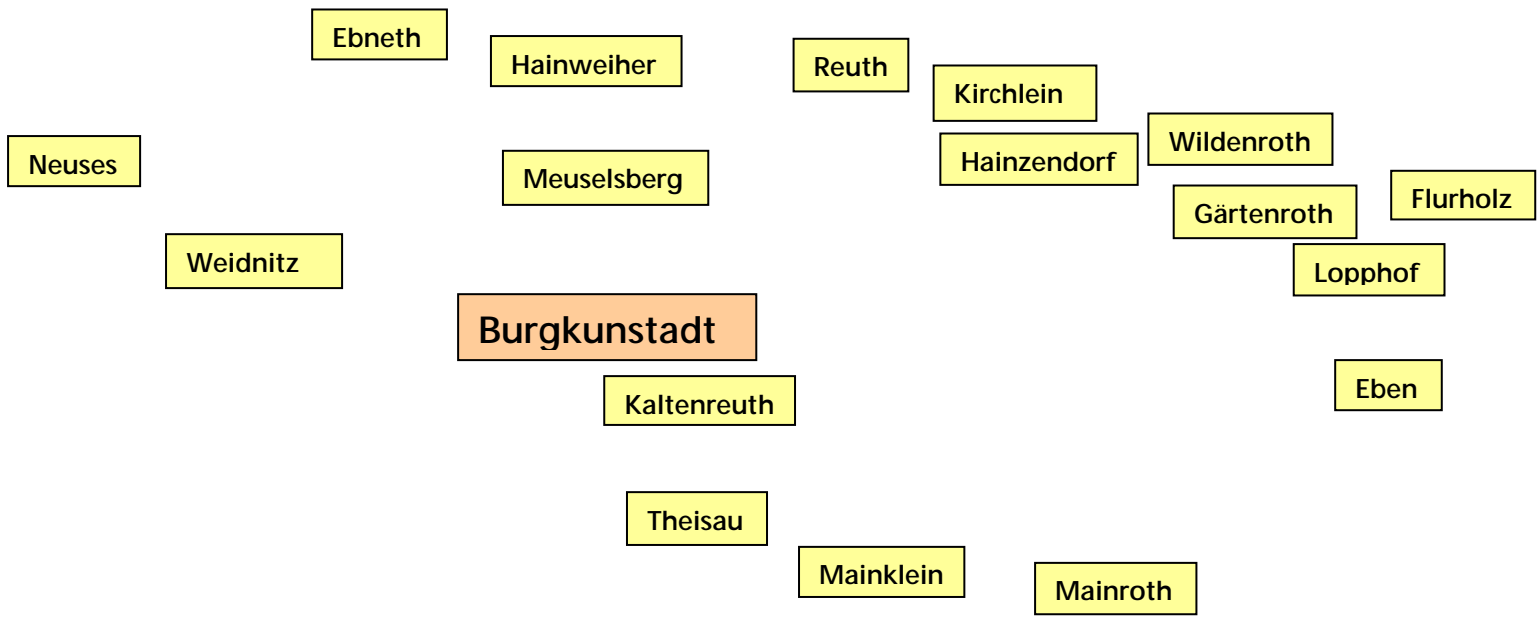 Ebneth
Hainweiher
Reuth
Kirchlein
Wildenroth
Hainzendorf
Neuses
Meuselsberg
Flurholz
Gärtenroth
Weidnitz
Lopphof
Burgkunstadt
Eben
Kaltenreuth
Theisau
Mainklein
Mainroth